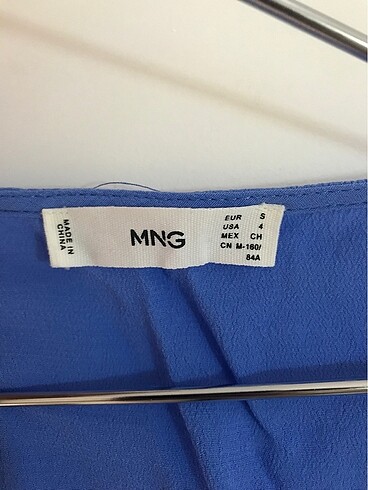 MADE IN
CHINA
MNG
EUR S
USA 4
MEX CH
CN M-160/
84A